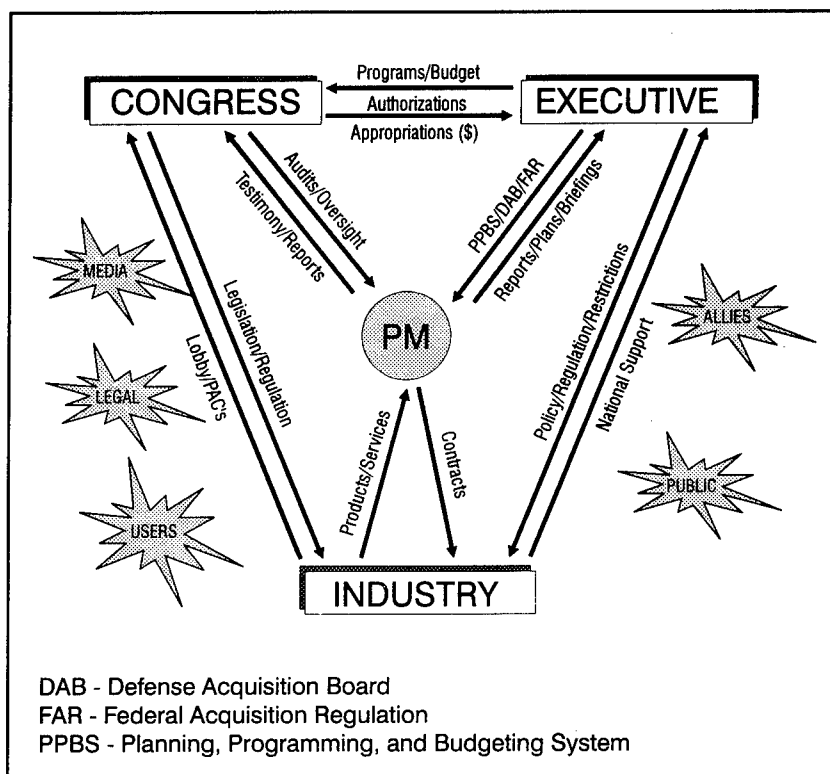 Programs/Budget
CONGRESS
EXECUTIVE
Authorizations
Appropriations ($)
Audits/Oversight
Testimony/Reports
PPBS/DAB/FAR
Reports/Plans/Briefings
MEDIA
Legislation/Regulation
Lobby/PAC's
PM
Policy/Regulation/Restrictions
National Support
ALLIES
LEGAL
Products/Services
Contracts
PUBLIC
USERS
INDUSTRY
DAB - Defense Acquisition Board
FAR - Federal Acquisition Regulation
PPBS - Planning, Programming, and Budgeting System